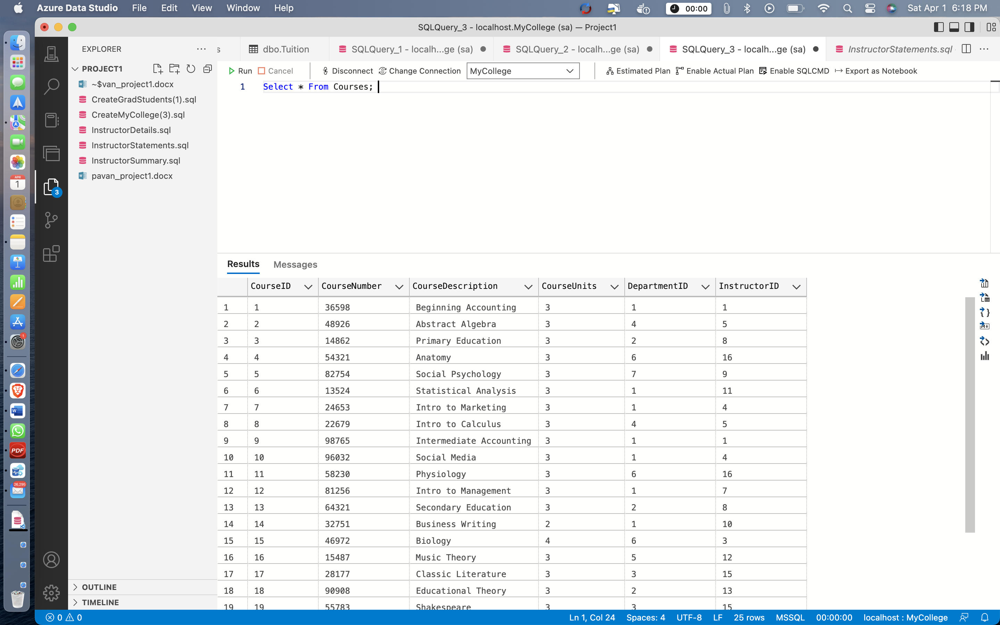 Azure Data Studio File Edit View Window Help 00:00 Sat Apr 1 6:18 PM
SQLQuery_3 - localhost.MyCollege (sa) — Project1
EXPLORER ··· s dbo.Tuition SQLQuery_1 - localh...ge (sa) SQLQuery_2 - localh...ge (sa) SQLQuery_3 - localh...ge (sa) InstructorStatements.sql ···
PROJECT1 Run Cancel Disconnect Change Connection MyCollege Estimated Plan Enable Actual Plan Enable SQLCMD Export as Notebook
~$van_project1.docx
CreateGradStudents(1).sql
CreateMyCollege(3).sql
InstructorDetails.sql
InstructorStatements.sql
InstructorSummary.sql
pavan_project1.docx
3
APR
1
1
PDF
26,295
OUTLINE
TIMELINE
1 Select * From Courses;
Results Messages
CourseID CourseNumber CourseDescription CourseUnits DepartmentID InstructorID
1 1 36598 Beginning Accounting 3 1 1
2 2 48926 Abstract Algebra 3 4 5
3 3 14862 Primary Education 3 2 8
4 4 54321 Anatomy 3 6 16
5 5 82754 Social Psychology 3 7 9
6 6 13524 Statistical Analysis 3 1 11
7 7 24653 Intro to Marketing 3 1 4
8 8 22679 Intro to Calculus 3 4 5
9 9 98765 Intermediate Accounting 3 1 1
10 10 96032 Social Media 3 1 4
11 11 58230 Physiology 3 6 16
12 12 81256 Intro to Management 3 1 7
13 13 64321 Secondary Education 3 2 8
14 14 32751 Business Writing 2 1 10
15 15 46972 Biology 4 6 3
16 16 15487 Music Theory 3 5 12
17 17 28177 Classic Literature 3 3 15
18 18 90908 Educational Theory 3 2 13
19 19 55783 Shakespeare 3 3 15
0 0 Ln 1, Col 24 Spaces: 4 UTF-8 LF 25 rows MSSQL 00:00:00 localhost : MyCollege